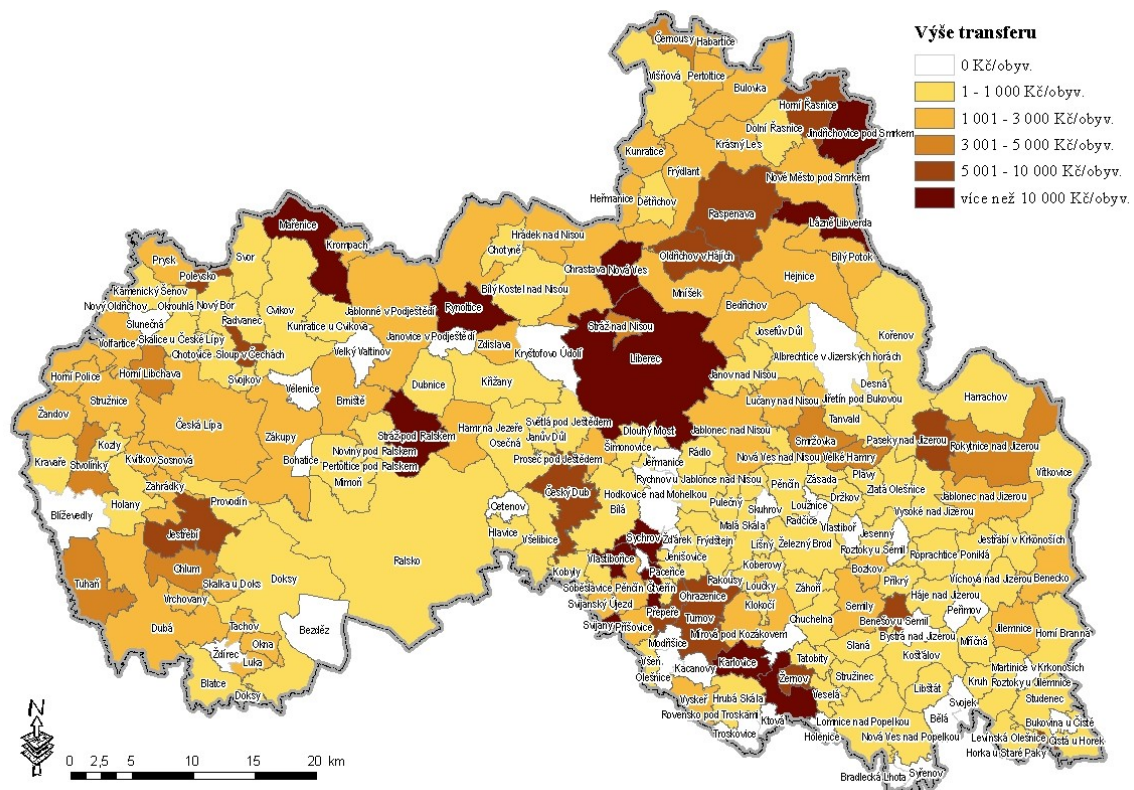 Výše transferu
0 Kč/obyv.
1 - 1 000 Kč/obyv.
1 001 - 3 000 Kč/obyv.
3 001 - 5 000 Kč/obyv.
5 001 - 10 000 Kč/obyv.
více než 10 000 Kč/obyv.
Černousy
Habartice
Višňová
Pertoltice
Bulovka
Horní Řasnice
Dolní Řasnice
Jindřichovice pod Smrkem
Kunratice
Krásný Les
Frýdlant
Nové Město pod Smrkem
Heřmanice
Dětřichov
Raspenava
Lázně Libverda
Mařenice
Krompach
Hrádek nad Nisou
Chotyně
Oldřichov v Hájích
Bílý Potok
Svor
Prysk
Polevsko
Chrastava
Nová Ves
Hejnice
Kamenický Šenov
Bílý Kostel nad Nisou
Mníšek
Nový Oldřichov
Okrouhlá
Nový Bor
Cvikov
Jablonné v Podještědí
Rynoltice
Bedřichov
Slunečná
Radvanec
Kunratice u Cvikova
Stráž nad Nisou
Josefův Důl
Kořenov
Volfartice
Skalice u České Lípy
Janovice v Podještědí
Zdislava
Kryštofovo Údolí
Liberec
Chotovice
Sloup v Čechách
Velký Valtinov
Albrechtice v Jizerských horách
Horní Police
Horní Libchava
Svojkov
Velenice
Dubnice
Křižany
Janov nad Nisou
Desná
Jiřetín pod Bukovou
Harrachov
Žandov
Stružnice
Brniště
Lučany nad Nisou
Tanvald
Česká Lípa
Zákupy
Stráž pod Ralskem
Hamr na Jezeře
Světlá pod Ještědem
Dlouhý Most
Jablonec nad Nisou
Smržovka
Paseky nad Jizerou
Rokytnice nad Jizerou
Kozly
Bohatice
Noviny pod Ralskem
Osečná
Janův Důl
Šimonovice
Rádlo
Nová Ves nad Nisou
Velké Hamry
Kravaře
Stvolínky
Kvítkov
Sosnová
Pertoltice pod Ralskem
Proseč pod Ještědem
Jeřmanice
Plavy
Vítkovice
Mimoň
Rychnov u Jablonce nad Nisou
Pěnčín
Zásada
Zlatá Olešnice
Zahrádky
Český Dub
Hodkovice nad Mohelkou
Skuhrov
Držkov
Jablonec nad Jizerou
Blíževedly
Holany
Provodín
Cetenov
Bílá
Pulečný
Loužnice
Vysoké nad Jizerou
Jestřebí
Hlavice
Všelibice
Malá Skála
Radčice
Vlastiboř
Jesenný
Sychrov
Žďárek
Frýdštejn
Líšný
Železný Brod
Roztoky u Semil
Jestřabí v Krkonoších
Ralsko
Vlastibořice
Jenišovice
Roprachtice
Poniklá
Tuhaň
Chlum
Skalka u Doks
Doksy
Kobyly
Paceřice
Koberovy
Bozkov
Příkrý
Víchová nad Jizerou
Benecko
Vrchovany
Soběslavice
Pěnčín
Čtveřín
Rakousy
Loučky
Záhoří
Háje nad Jizerou
Svijanský Újezd
Ohrazenice
Klokočí
Semily
Peřimov
Dubá
Tachov
Bezděz
Svijany
Příšovice
Přepeře
Turnov
Chuchelna
Benešov u Semil
Jilemnice
Horní Branná
Ždírec
Okna
Modřišice
Mírová pod Kozákovem
Slaná
Bystrá nad Jizerou
Mříčná
Luka
Všeň
Kacanovy
Karlovice
Tatobity
Košťálov
Martinice v Krkonoších
Blatce
Olešnice
Žernov
Stružinec
Kruh
Roztoky u Jilemnice
Doksy
Vyskeř
Hrubá Skála
Veselá
Libštát
Svojek
Studenec
Rovensko pod Troskami
Ktová
Lomnice nad Popelkou
Bělá
Bukovina u Čisté
Troskovice
Holenice
Nová Ves nad Popelkou
Levínská Olešnice
Čistá u Horek
Horka u Staré Paky
Bradlecká Lhota
Syřenov
N
0 2,5 5 10 15 20 km